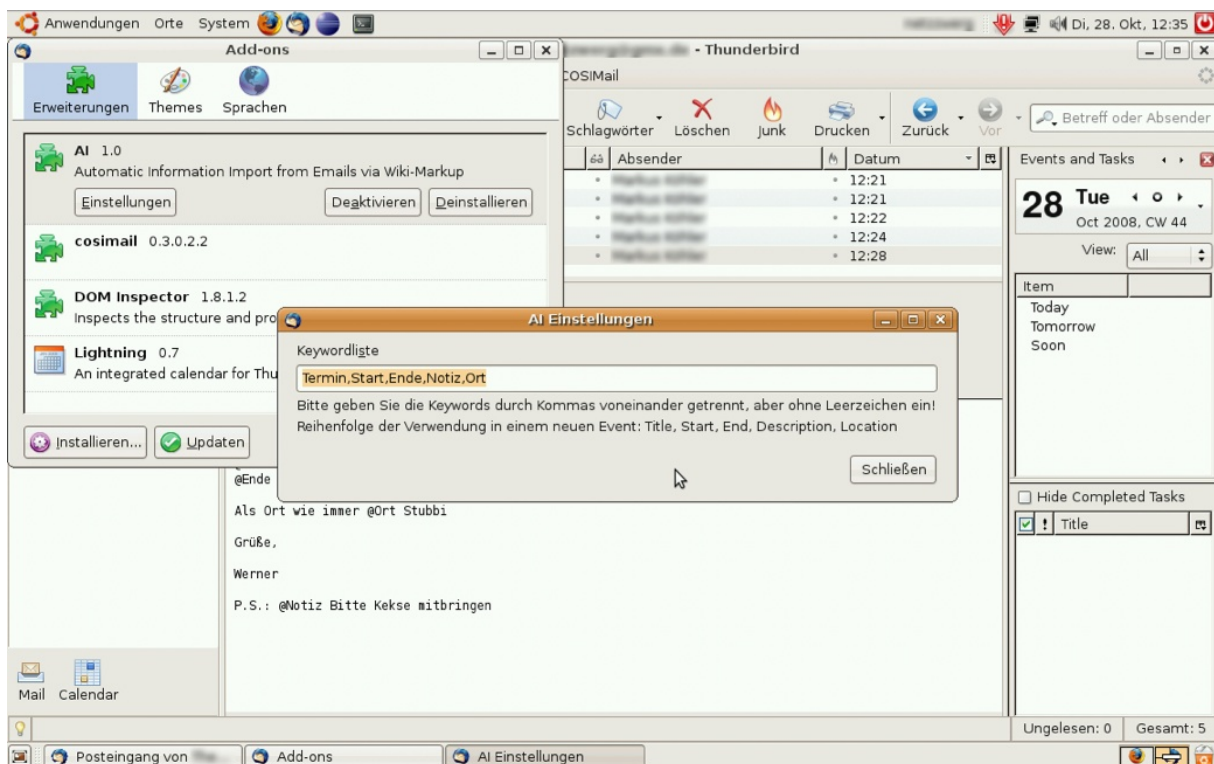 Anwendungen Orte System
Di, 28. Okt, 12:35
Add-ons
- Thunderbird
COSIMail
Erweiterungen Themes Sprachen
Schlagwörter Löschen Junk Drucken Zurück Vor
Betreff oder Absender
AI 1.0
Automatic Information Import from Emails via Wiki-Markup
Einstellungen Deaktivieren Deinstallieren
cosimail 0.3.0.2.2
DOM Inspector 1.8.1.2
Inspects the structure and pro
Lightning 0.7
An integrated calendar for Thu
Installieren... Updaten
Absender Datum
12:21
12:21
12:22
12:24
12:28
Events and Tasks
28 Tue
Oct 2008, CW 44
View: All
Item
Today
Tomorrow
Soon
AI Einstellungen
Keywordliste
Termin,Start,Ende,Notiz,Ort
Bitte geben Sie die Keywords durch Kommas voneinander getrennt, aber ohne Leerzeichen ein!
Reihenfolge der Verwendung in einem neuen Event: Title, Start, End, Description, Location
Schließen
@Ende
Als Ort wie immer @Ort Stubbi
Grüße,
Werner
P.S.: @Notiz Bitte Kekse mitbringen
Hide Completed Tasks
! Title
Mail Calendar
Ungelesen: 0 Gesamt: 5
Posteingang von
Add-ons
AI Einstellungen